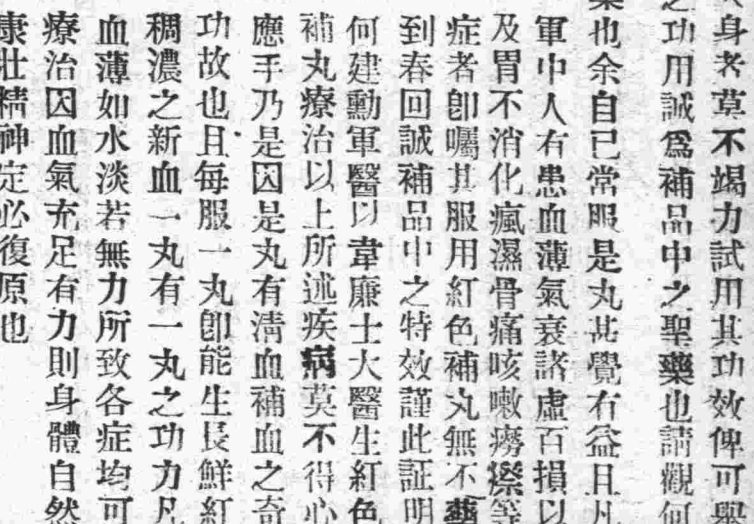 身者莫不竭力試用其功效俾可與
之功用誠爲補品中之聖藥也請觀何
藥也余自已常服是丸甚覺有益且凡
軍中人有患血薄氣衰諸虛百損以
及胃不消化瘋濕骨痛咳嗽癆瘵等
症者卽囑其服用紅色補丸無不藥
到春回誠補品中之特效謹此証明
何建勳軍醫以韋廉士大醫生紅色
補丸療治以上所述疾病莫不得心
應手乃是因是丸有淸血補血之奇
功故也且每服一丸卽能生長鮮紅
稠濃之新血一丸有一丸之功力凡
血薄如水淡若無力所致各症均可
療治因血氣充足有力則身體自然
康壯精神定必復原也